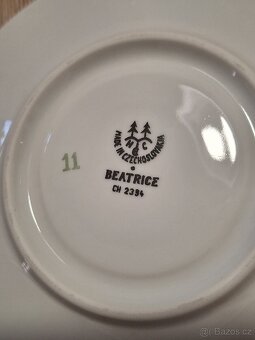 H C
MADE IN CZECHOSLOVAKIA
BEATRICE
CH 2394
11
© Bazos.cz